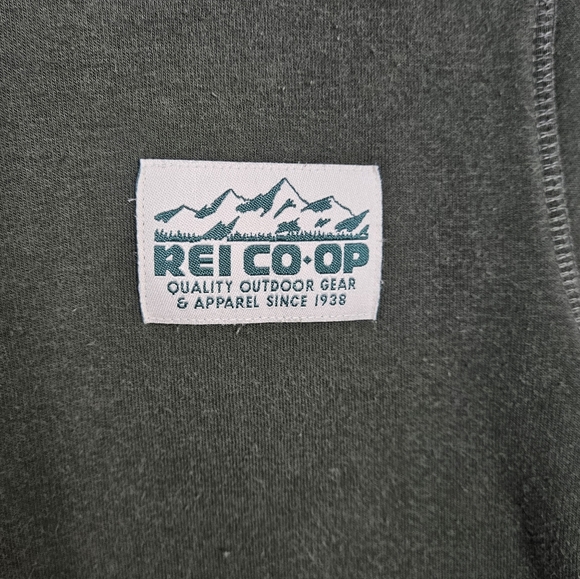 REI CO·OP
QUALITY OUTDOOR GEAR
& APPAREL SINCE 1938